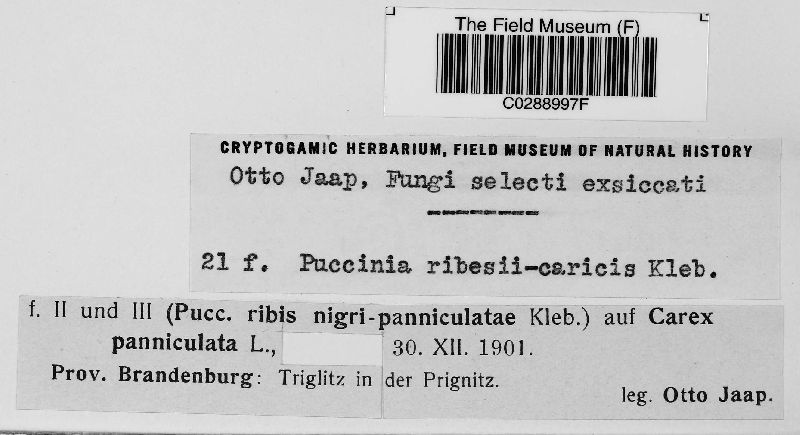 The Field Museum (F)
C0288997F
CRYPTOGAMIC HERBARIUM, FIELD MUSEUM OF NATURAL HISTORY
Otto Jaap, Fungi selecti exsiccati
21 f. Puccinia ribesii-caricis Kleb.
f. II und III (Pucc. ribis nigri-panniculatae Kleb.) auf Carex
panniculata L., 30. XII. 1901.
Prov. Brandenburg: Triglitz in der Prignitz.
leg. Otto Jaap.